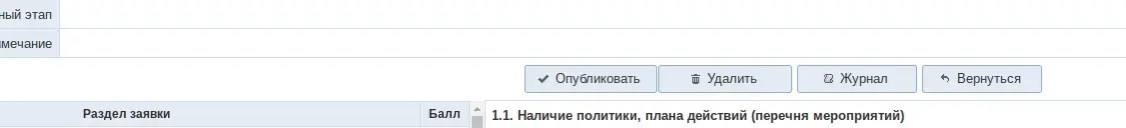 ный этап
мечание
Опубликовать Удалить Журнал Вернуться
Раздел заявки Балл 1.1. Наличие политики, плана действий (перечня мероприятий)